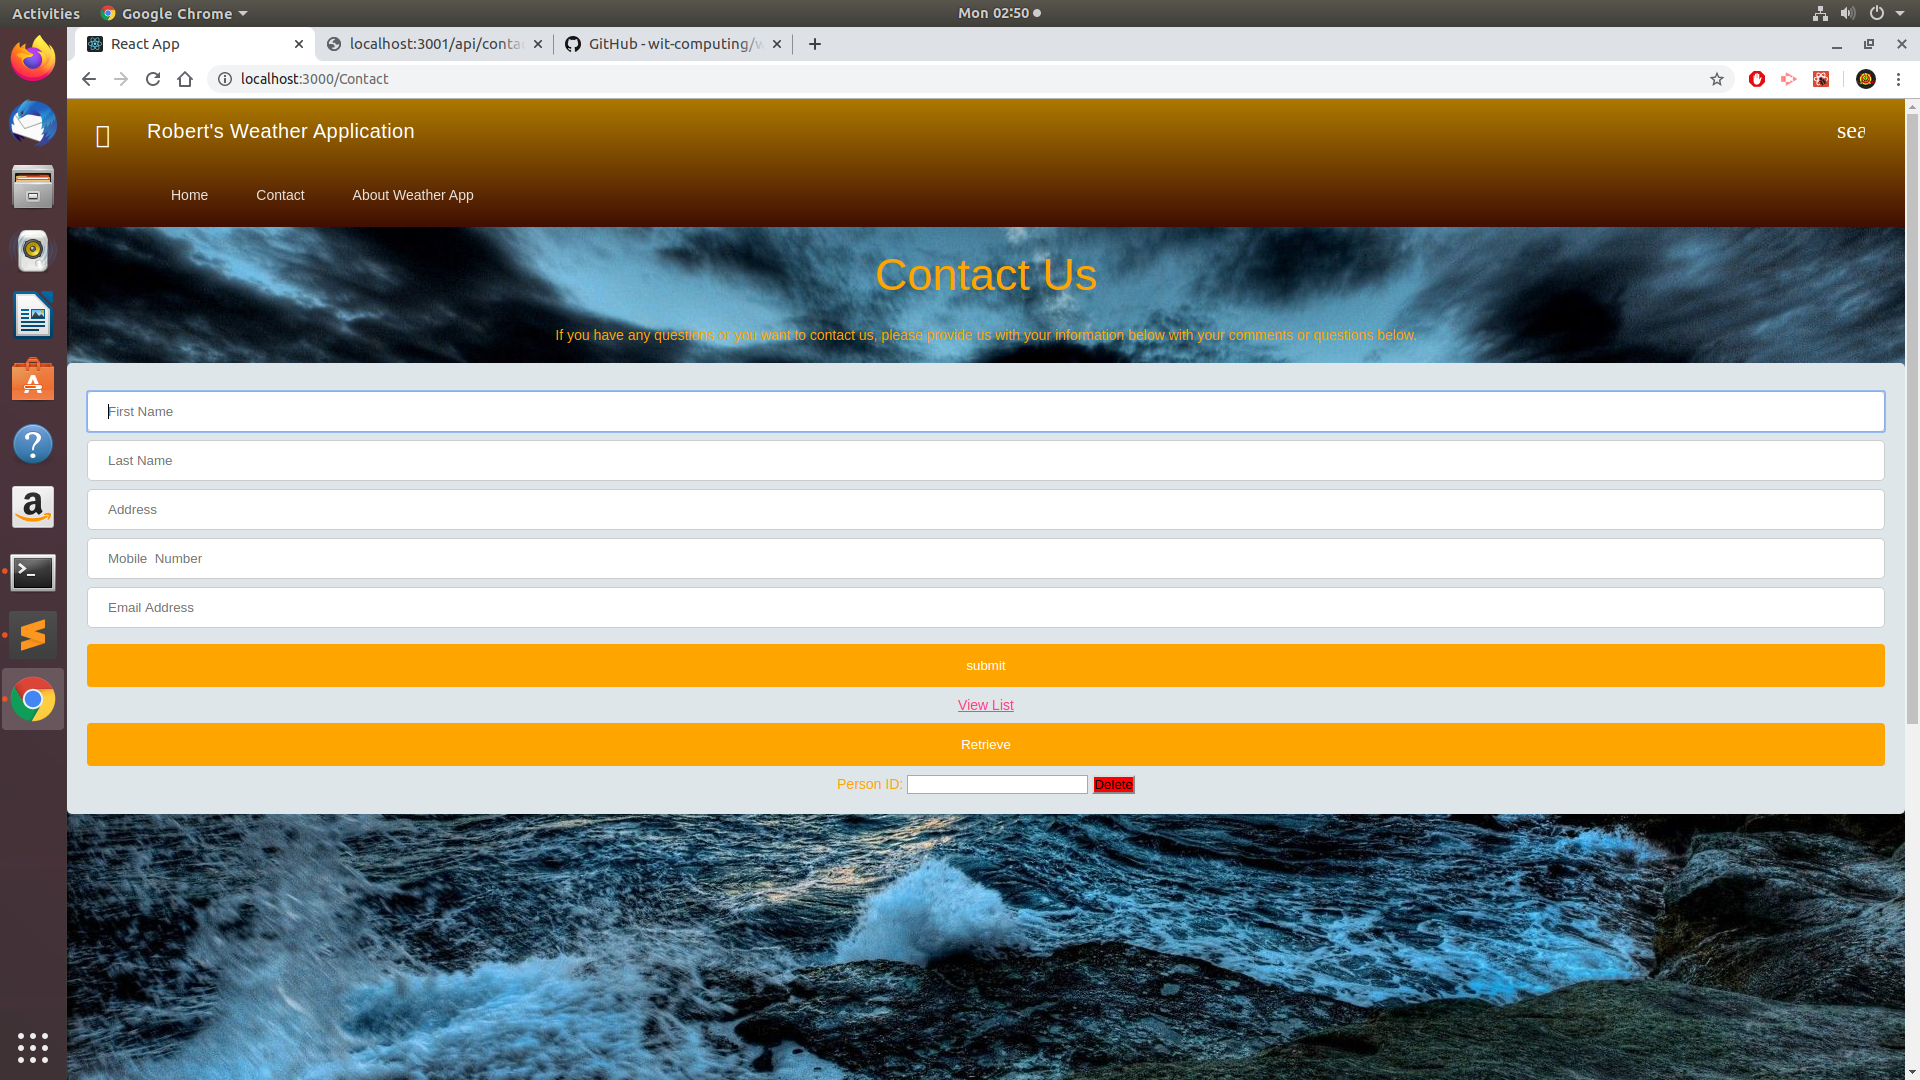 Activities
Google Chrome
Mon 02:50
React App
localhost:3001/api/conta
GitHub - wit-computing/w
localhost:3000/Contact
Robert's Weather Application
sea
Home
Contact
About Weather App
Contact Us
If you have any questions or you want to contact us, please provide us with your information below with your comments or questions below.
First Name
Last Name
Address
Mobile  Number
Email Address
submit
View List
Retrieve
Person ID:
Delete